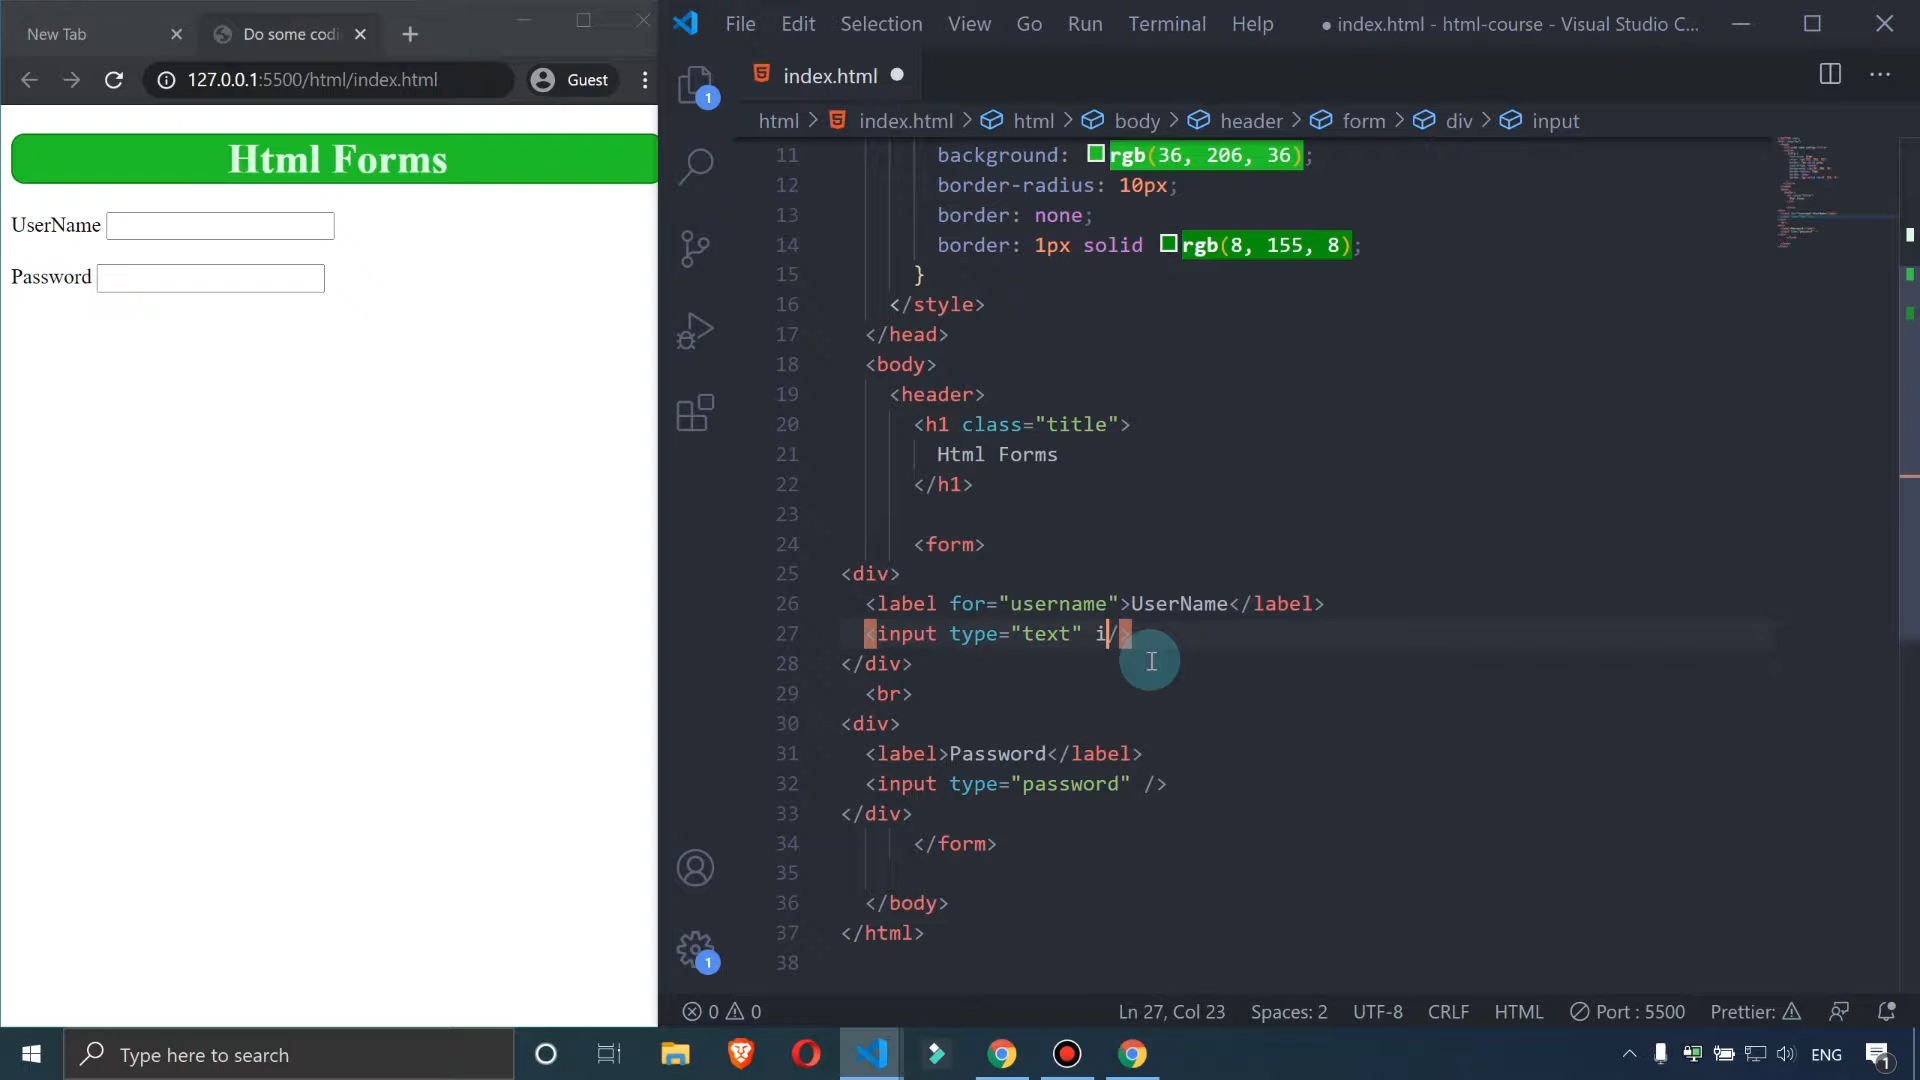 New Tab
Do some codi
127.0.0.1:5500/html/index.html
Guest
Html Forms
UserName
Password
File Edit Selection View Go Run Terminal Help
● index.html - html-course - Visual Studio C...
index.html
html > index.html > html > body > header > form > div > input
1
11 background: rgb(36, 206, 36);
12 border-radius: 10px;
13 border: none;
14 border: 1px solid rgb(8, 155, 8);
15 }
16 </style>
17 </head>
18 <body>
19 <header>
20 <h1 class="title">
21 Html Forms
22 </h1>
23
24 <form>
25 <div>
26 <label for="username">UserName</label>
27 <input type="text" i/>
28 </div>
29 <br>
30 <div>
31 <label>Password</label>
32 <input type="password" />
33 </div>
34 </form>
35
36 </body>
37 </html>
38
1
0 0
Ln 27, Col 23 Spaces: 2 UTF-8 CRLF HTML Port : 5500 Prettier:
Type here to search
ENG
1